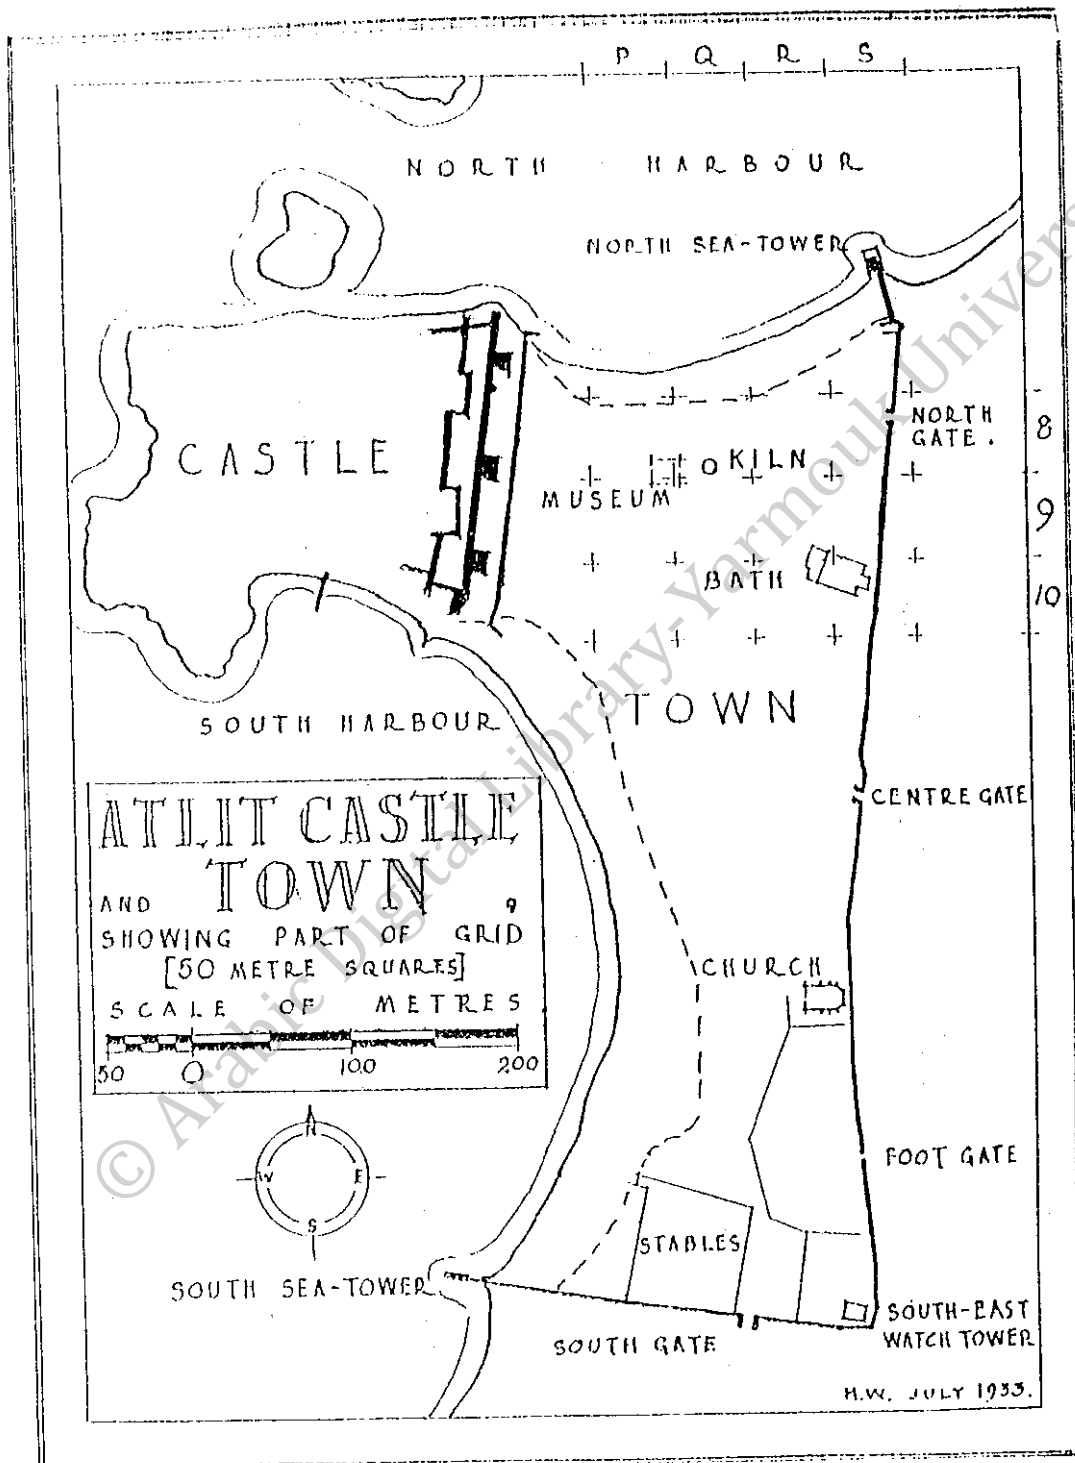 P Q R S
NORTH HARBOUR
NORTH SEA-TOWER
NORTH
GATE.
8
CASTLE
KILN
MUSEUM
9
BATH
10
TOWN
SOUTH HARBOUR
CENTRE GATE
ATLIT CASTLE
AND TOWN,
SHOWING PART OF GRID
[50 METRE SQUARES]
SCALE OF METRES
50 0 100 200
CHURCH
N
W E
S
FOOT GATE
STABLES
SOUTH SEA-TOWER
SOUTH-EAST
WATCH TOWER
SOUTH GATE
H.W. JULY 1933.
© Arabic Digital Library-Yarmouk Univer